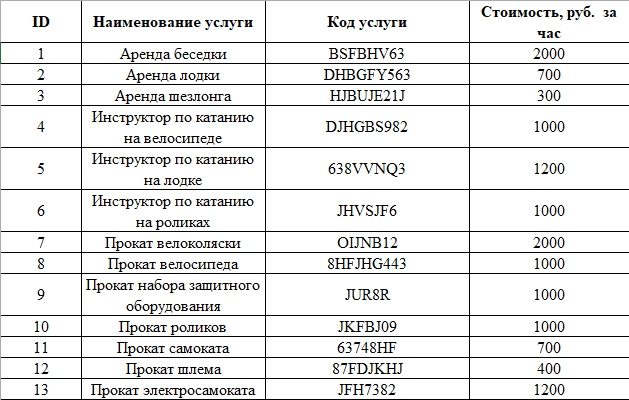 ID Наименование услуги Код услуги Стоимость, руб. за
час
1 Аренда беседки BSFBHV63 2000
2 Аренда лодки DHBGFY563 700
3 Аренда шезлонга HJBUJE21J 300
4 Инструктор по катанию
на велосипеде DJHGBS982 1000
5 Инструктор по катанию
на лодке 638VVNQ3 1200
6 Инструктор по катанию
на роликах JHVSJF6 1000
7 Прокат велоколяски OIJNB12 2000
8 Прокат велосипеда 8HFJHG443 1000
9 Прокат набора защитного
оборудования JUR8R 1000
10 Прокат роликов JKFBJ09 1000
11 Прокат самоката 63748HF 700
12 Прокат шлема 87FDJKHJ 400
13 Прокат электросамоката JFH7382 1200